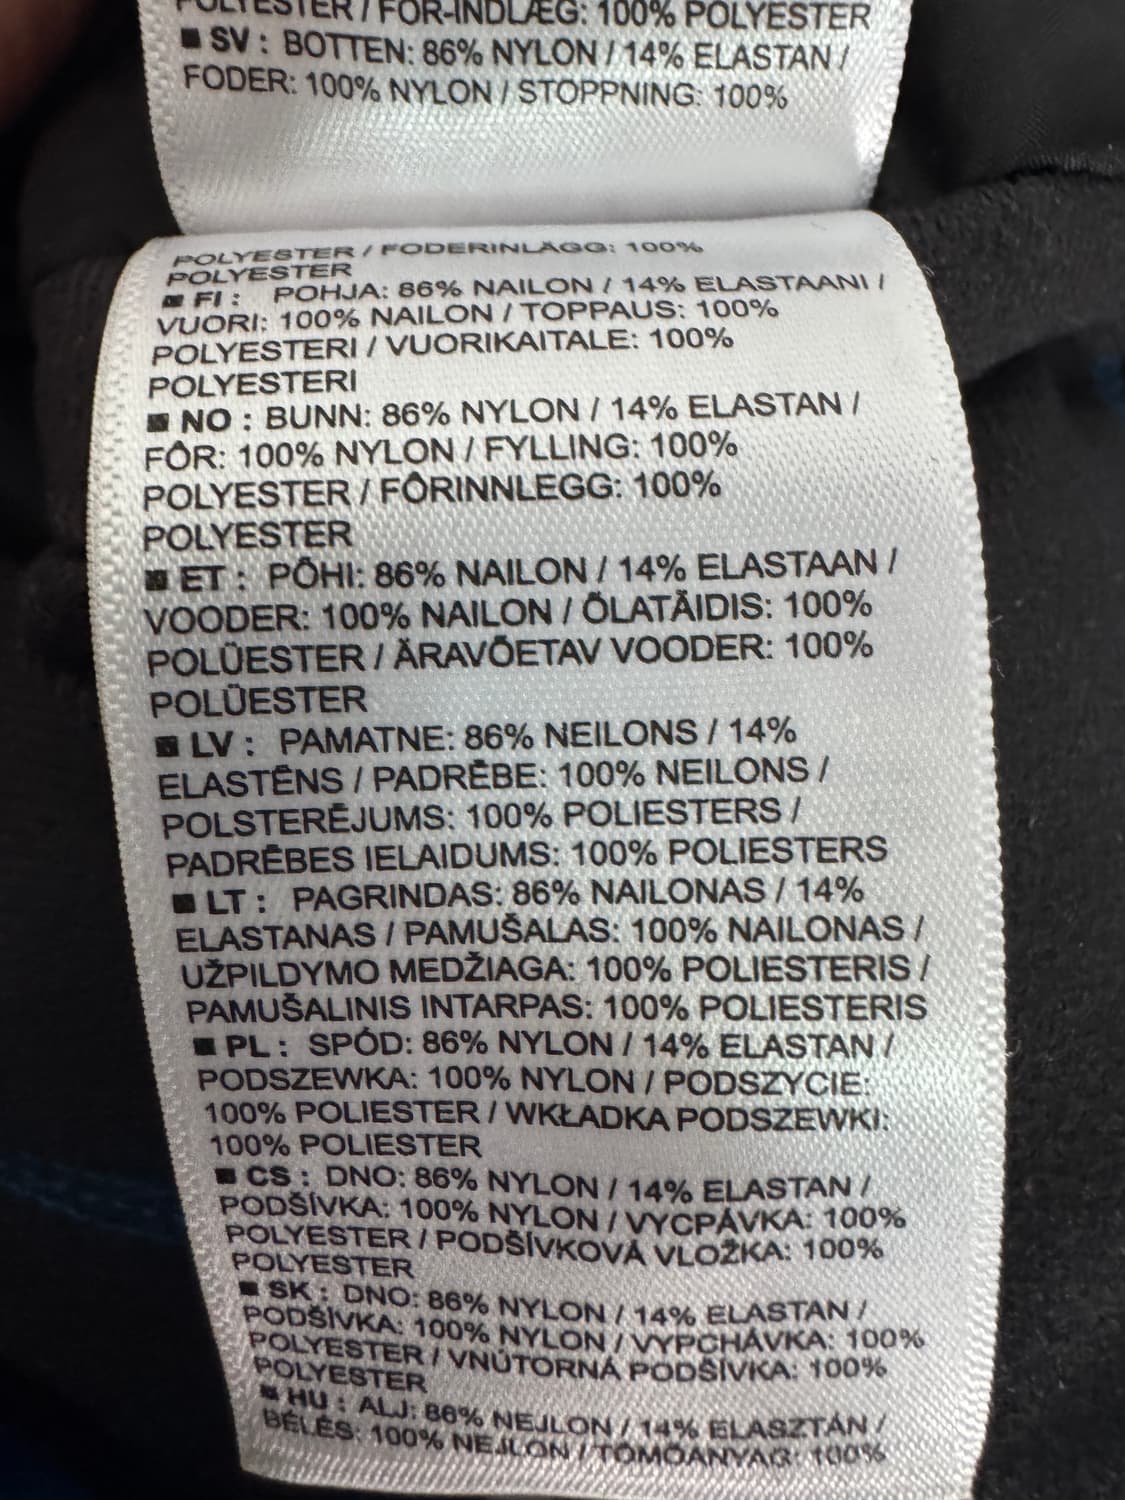 POLYESTER / FOR-INDLÆG: 100% POLYESTER
■ SV : BOTTEN: 86% NYLON / 14% ELASTAN /
FODER: 100% NYLON / STOPPNING: 100%
POLYESTER / FODERINLÄGG: 100%
POLYESTER
■ FI : POHJA: 86% NAILON / 14% ELASTAANI /
VUORI: 100% NAILON / TOPPAUS: 100%
POLYESTERI / VUORIKAITALE: 100%
POLYESTERI
■ NO : BUNN: 86% NYLON / 14% ELASTAN /
FÔR: 100% NYLON / FYLLING: 100%
POLYESTER / FÔRINNLEGG: 100%
POLYESTER
■ ET : PÕHI: 86% NAILON / 14% ELASTAAN /
VOODER: 100% NAILON / ÕLATÄIDIS: 100%
POLÜESTER / ÄRAVÕETAV VOODER: 100%
POLÜESTER
■ LV : PAMATNE: 86% NEILONS / 14%
ELASTĒNS / PADRĒBE: 100% NEILONS /
POLSTERĒJUMS: 100% POLIESTERS /
PADRĒBES IELAIDUMS: 100% POLIESTERS
■ LT : PAGRINDAS: 86% NAILONAS / 14%
ELASTANAS / PAMUŠALAS: 100% NAILONAS /
UŽPILDYMO MEDŽIAGA: 100% POLIESTERIS /
PAMUŠALINIS INTARPAS: 100% POLIESTERIS
■ PL : SPÓD: 86% NYLON / 14% ELASTAN /
PODSZEWKA: 100% NYLON / PODSZYCIE:
100% POLIESTER / WKŁADKA PODSZEWKI:
100% POLIESTER
■ CS : DNO: 86% NYLON / 14% ELASTAN /
PODŠÍVKA: 100% NYLON / VYCPÁVKA: 100%
POLYESTER / PODŠÍVKOVÁ VLOŽKA: 100%
POLYESTER
■ SK : DNO: 86% NYLON / 14% ELASTAN /
PODŠÍVKA: 100% NYLON / VYPCHÁVKA: 100%
POLYESTER / VNÚTORNÁ PODŠÍVKA: 100%
POLYESTER
■ HU : ALJ: 86% NEJLON / 14% ELASZTÁN /
BÉLÉS: 100% NEJLON / TÖMŐANYAG: 100%